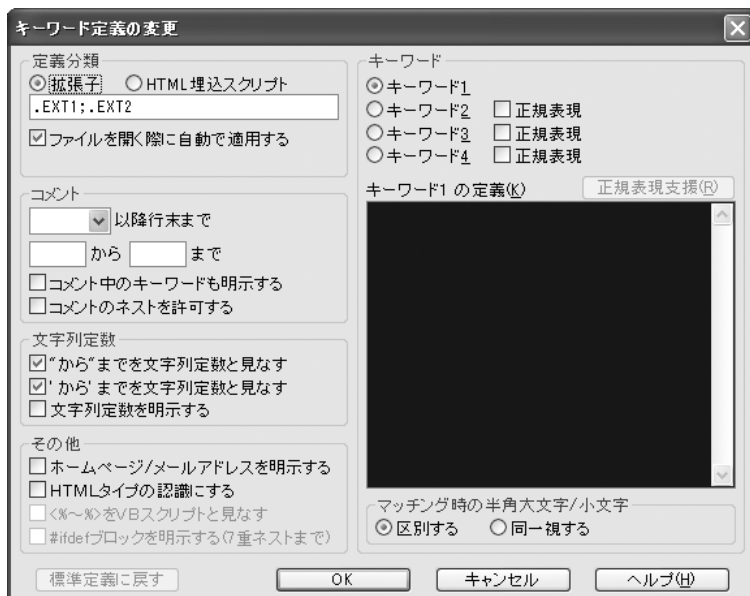 キーワード定義の変更
定義分類
拡張子 HTML埋込スクリプト
.EXT1;.EXT2
ファイルを開く際に自動で適用する
コメント
以降行末まで
から まで
コメント中のキーワードも明示する
コメントのネストを許可する
文字列定数
"から"までを文字列定数と見なす
'から'までを文字列定数と見なす
文字列定数を明示する
その他
ホームページ/メールアドレスを明示する
HTMLタイプの認識にする
<%～%>をVBスクリプトと見なす
#ifdefブロックを明示する(7重ネストまで)
キーワード
キーワード1
キーワード2 正規表現
キーワード3 正規表現
キーワード4 正規表現
キーワード1 の定義(K) 正規表現支援(R)
マッチング時の半角大文字/小文字
区別する 同一視する
標準定義に戻す OK キャンセル ヘルプ(H)